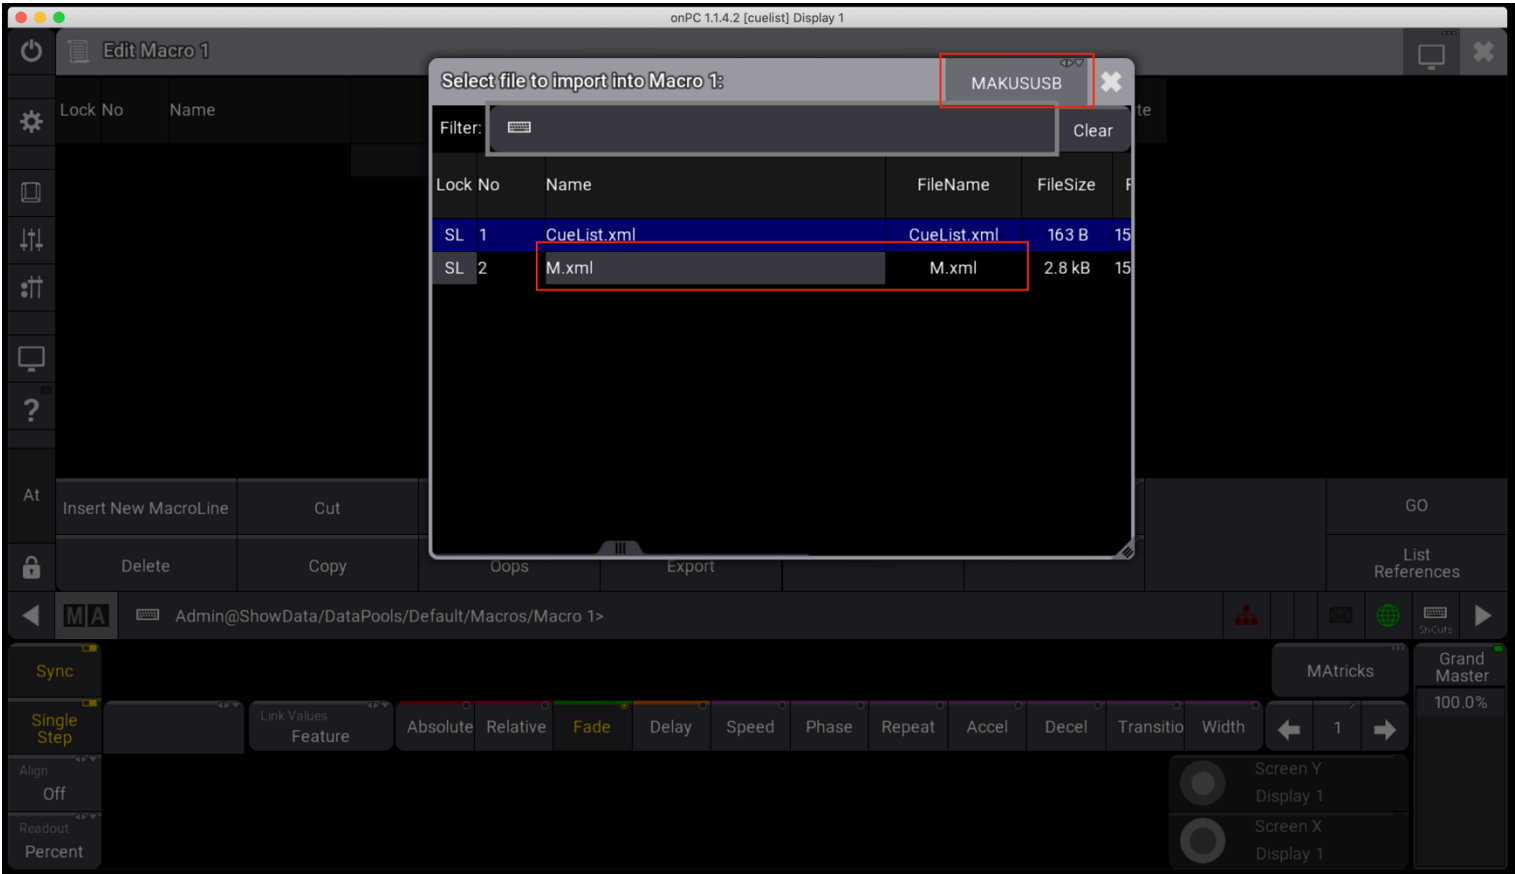 onPC 1.1.4.2 [cuelist] Display 1
Edit Macro 1
Select file to import into Macro 1:
MAKUSUSB
Lock No Name
te
Filter:
Clear
Lock No Name FileName FileSize F
SL 1 CueList.xml CueList.xml 163 B 15
SL 2 M.xml M.xml 2.8 kB 15
?
At
Insert New MacroLine Cut
GO
Delete Copy Oops Export
List
References
MA Admin@ShowData/DataPools/Default/Macros/Macro 1>
ShCuts
Sync
MAtricks
Grand
Master
100.0%
Single
Step
Link Values
Feature
Absolute Relative Fade Delay Speed Phase Repeat Accel Decel Transitio Width
1
Align
Off
Screen Y
Display 1
Readout
Percent
Screen X
Display 1